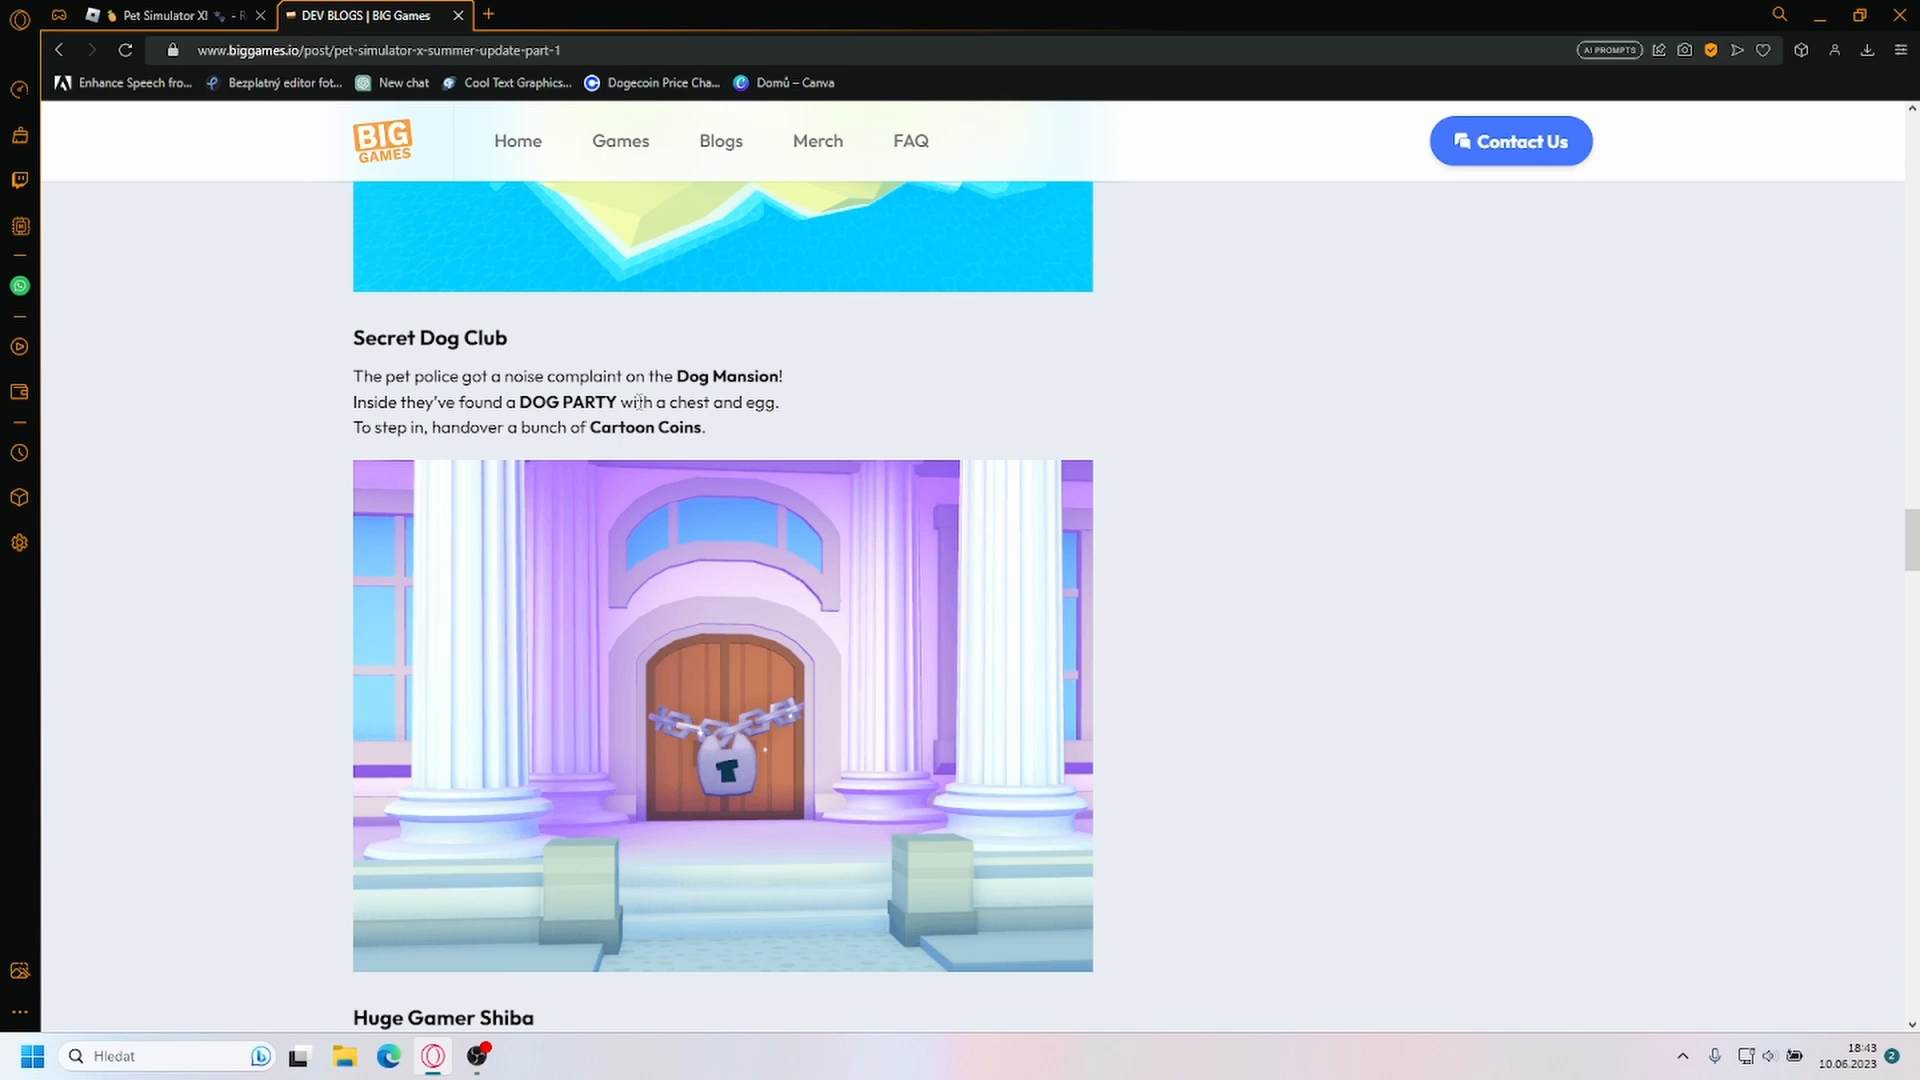 Pet Simulator X! 🐾 - R
DEV BLOGS | BIG Games
www.biggames.io/post/pet-simulator-x-summer-update-part-1
AI PROMPTS
Enhance Speech fro...
Bezplatný editor fot...
New chat
Cool Text Graphics...
Dogecoin Price Cha...
Domů – Canva
BIG
GAMES
Home
Games
Blogs
Merch
FAQ
Contact Us
Secret Dog Club
The pet police got a noise complaint on the Dog Mansion!
Inside they've found a DOG PARTY with a chest and egg.
To step in, handover a bunch of Cartoon Coins.
Huge Gamer Shiba
Hledat
18:43
10.06.2023
2